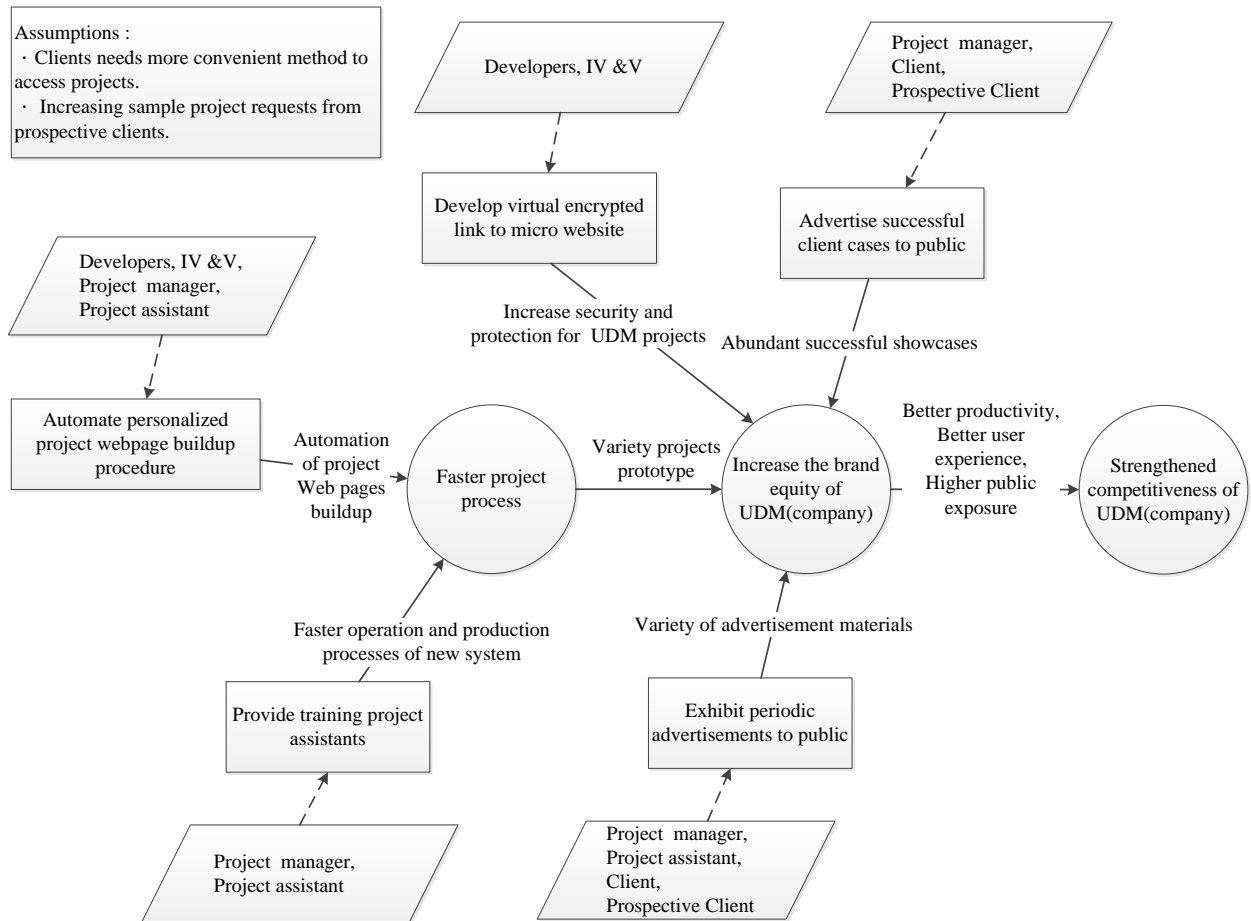 Assumptions :
· Clients needs more convenient method to
access projects.
· Increasing sample project requests from
prospective clients.
Developers, IV &V
Project manager,
Client,
Prospective Client
Develop virtual encrypted
link to micro website
Advertise successful
client cases to public
Developers, IV &V,
Project manager,
Project assistant
Increase security and
protection for UDM projects
Abundant successful showcases
Automate personalized
project webpage buildup
procedure
Automation
of project
Web pages
buildup
Faster project
process
Variety projects
prototype
Increase the brand
equity of
UDM(company)
Better productivity,
Better user
experience,
Higher public
exposure
Strengthened
competitiveness of
UDM(company)
Faster operation and production
processes of new system
Variety of advertisement materials
Provide training project
assistants
Exhibit periodic
advertisements to public
Project manager,
Project assistant
Project manager,
Project assistant,
Client,
Prospective Client